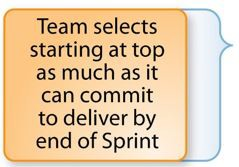 Team selects
starting at top
as much as it
can commit
to deliver by
end of Sprint